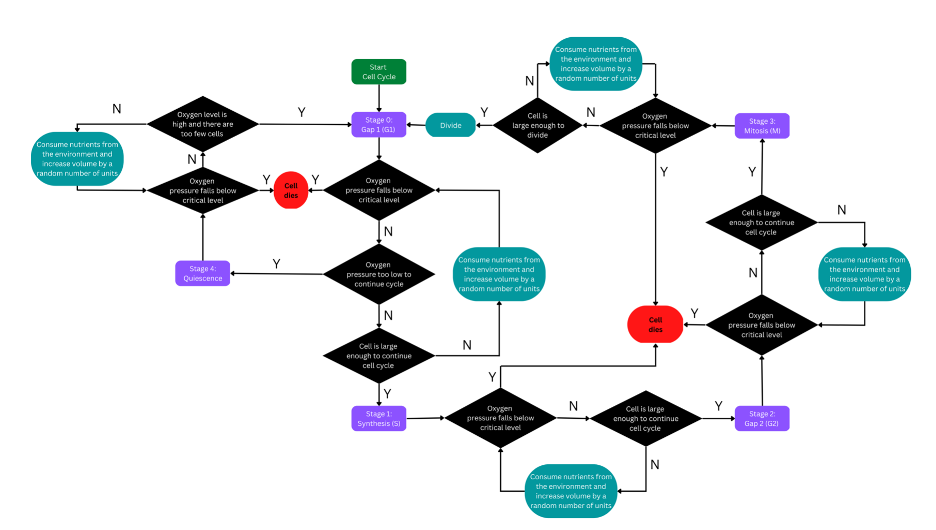 Consume nutrients from
the environment and
increase volume by a
random number of units
Start
Cell Cycle
N
N
Oxygen level is
high and there are
too few cells
Y
Stage 0:
Gap 1 (G1)
Divide
Y
Cell is
large enough to
divide
N
Oxygen
pressure falls below
critical level
Stage 3:
Mitosis (M)
Consume nutrients from
the environment and
increase volume by a
random number of units
N
Oxygen
pressure falls below
critical level
Y
Cell
dies
Y
Oxygen
pressure falls below
critical level
Y
Y
Cell is large
enough to continue
cell cycle
N
N
Stage 4:
Quiescence
Y
Oxygen
pressure too low to
continue cycle
Consume nutrients from
the environment and
increase volume by a
random number of units
N
Consume nutrients from
the environment and
increase volume by a
random number of units
N
Cell
dies
Y
Oxygen
pressure falls below
critical level
Cell is large
enough to continue
cell cycle
N
Y
Y
Stage 1:
Synthesis (S)
Oxygen
pressure falls below
critical level
N
Cell is large
enough to continue
cell cycle
Y
Stage 2:
Gap 2 (G2)
N
Consume nutrients from
the environment and
increase volume by a
random number of units